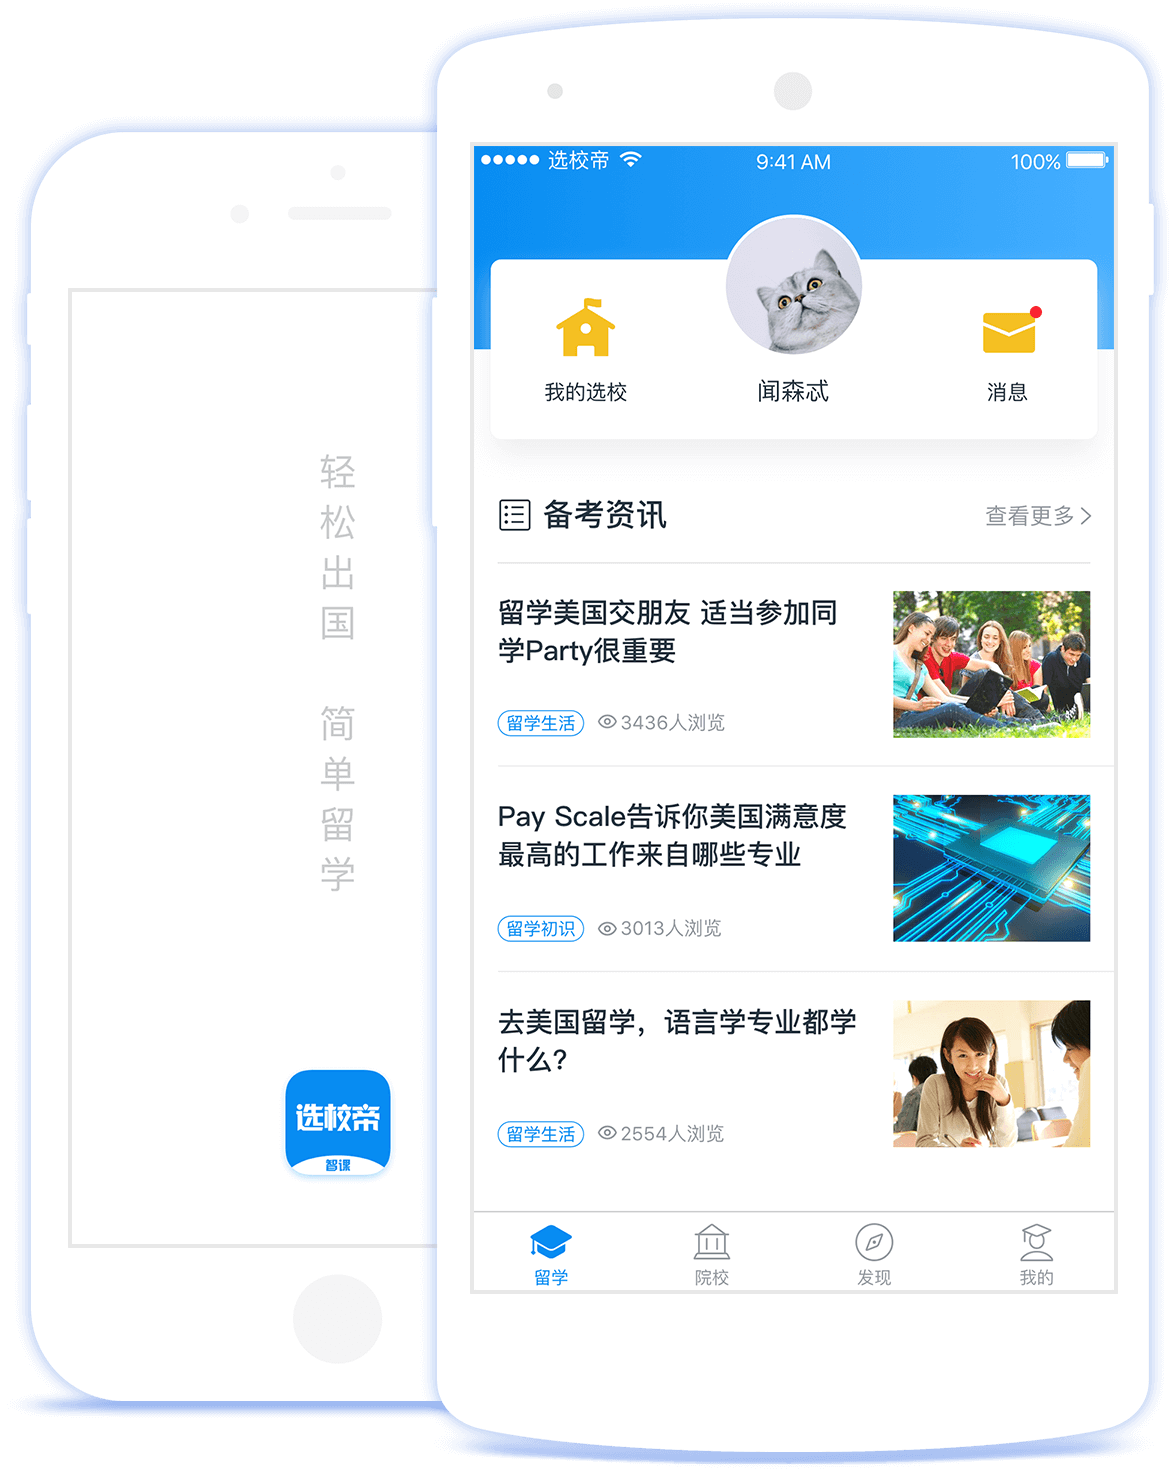 轻松出国 简单留学
选校帝
智课
选校帝
9:41 AM
100%
我的选校
闻森忒
消息
备考资讯
查看更多
留学美国交朋友 适当参加同
学Party很重要
留学生活
3436人浏览
Pay Scale告诉你美国满意度
最高的工作来自哪些专业
留学初识
3013人浏览
去美国留学，语言学专业都学
什么?
留学生活
2554人浏览
留学
院校
发现
我的